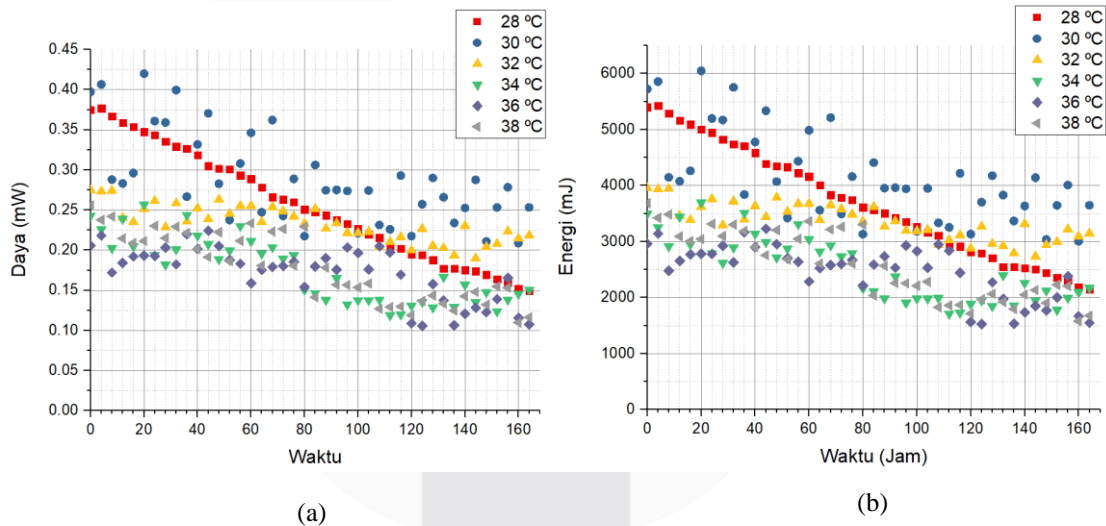 28 ºC
30 ºC
32 ºC
34 ºC
36 ºC
38 ºC
0.45
0.40
0.35
0.30
0.25
0.20
0.15
0.10
0.05
0.00
Daya (mW)
0 20 40 60 80 100 120 140 160
Waktu
(a)
28 ºC
30 ºC
32 ºC
34 ºC
36 ºC
38 ºC
6000
5000
4000
3000
2000
1000
0
Energi (mJ)
0 20 40 60 80 100 120 140 160
Waktu (Jam)
(b)